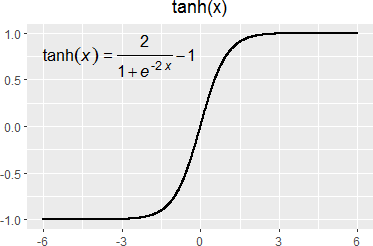 tanh(x)
1.0
tanh(x) = 2/(1+e^-2x) − 1
0.5
0.0
-0.5
-1.0
-6 -3 0 3 6